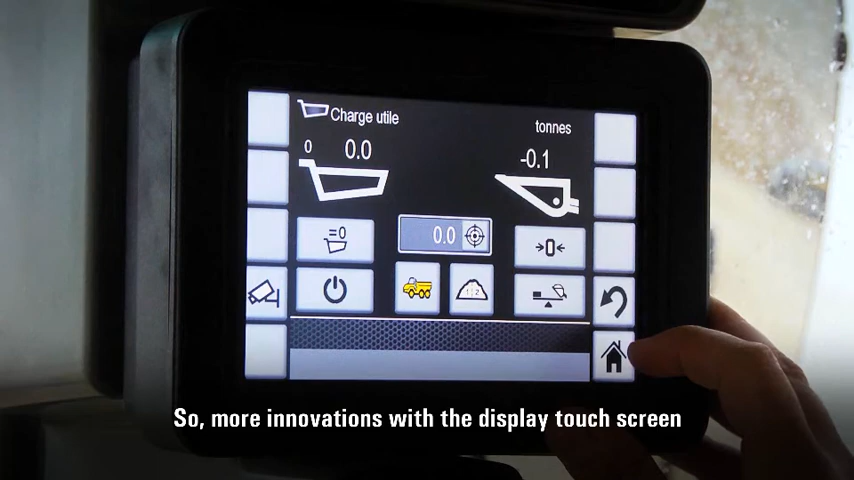 Charge utile
tonnes
0 0.0
-0.1
=0
0.0
→0←
1 2
So, more innovations with the display touch screen